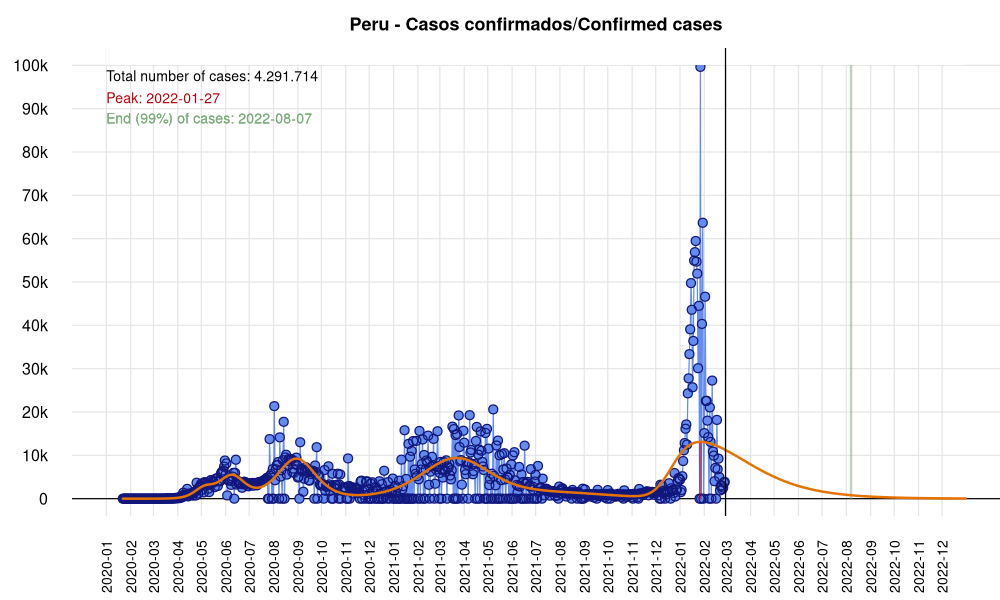 Peru - Casos confirmados/Confirmed cases
100k
90k
80k
70k
60k
50k
40k
30k
20k
10k
0
Total number of cases: 4.291.714
Peak: 2022-01-27
End (99%) of cases: 2022-08-07
2020-01
2020-02
2020-03
2020-04
2020-05
2020-06
2020-07
2020-08
2020-09
2020-10
2020-11
2020-12
2021-01
2021-02
2021-03
2021-04
2021-05
2021-06
2021-07
2021-08
2021-09
2021-10
2021-11
2021-12
2022-01
2022-02
2022-03
2022-04
2022-05
2022-06
2022-07
2022-08
2022-09
2022-10
2022-11
2022-12